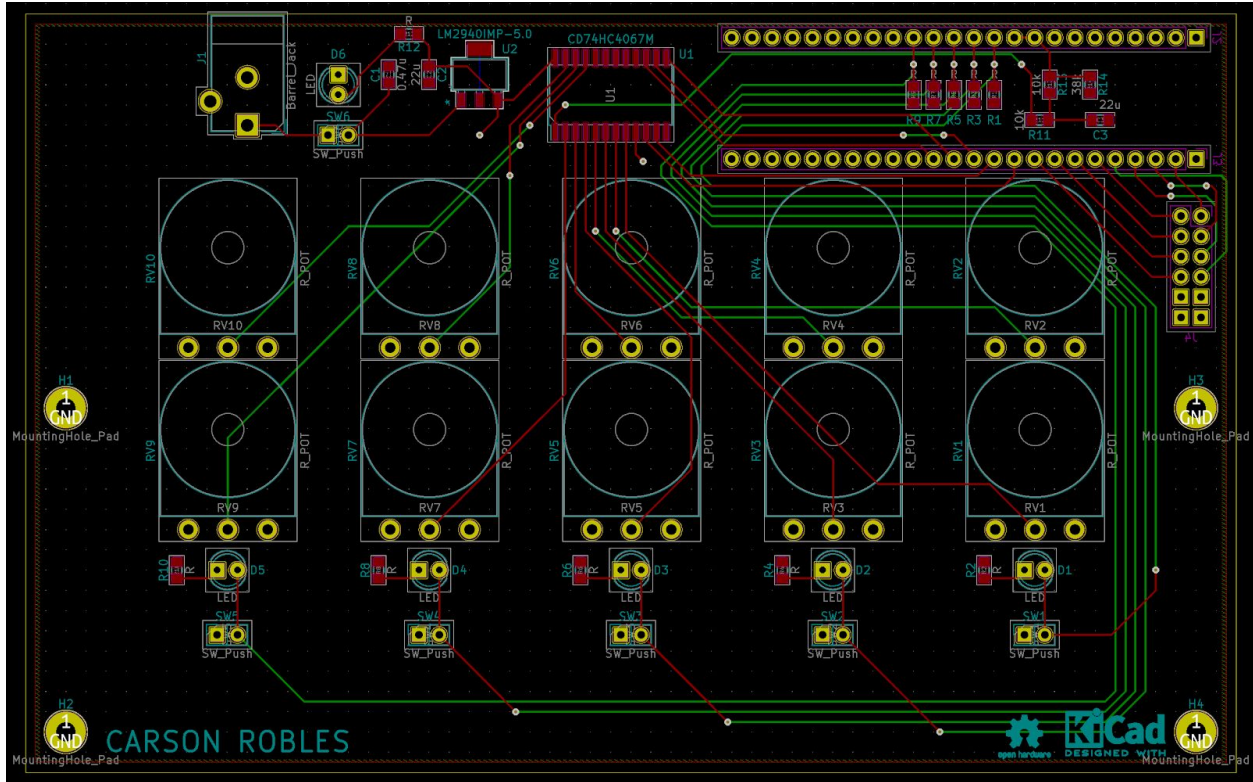 LM2940IMP-5.0
CD74HC4067M
R
R12
U2
U1
J1
D6
LED
C1
0.47u
22u
C2
Barrel_Jack
*
U1
R
R
R
R
R
R9
R7
R5
R3
R1
10k
R13
38k
R14
22u
10k
R11
C3
SW6
SW_Push
RV10
R_POT
RV8
R_POT
RV6
R_POT
RV4
R_POT
RV2
R_POT
RV10
RV8
RV6
RV4
RV2
H1
1
GND
MountingHole_Pad
H3
1
GND
MountingHole_Pad
RV9
R_POT
RV7
R_POT
RV5
R_POT
RV3
R_POT
RV1
R_POT
RV9
RV7
RV5
RV3
RV1
R10
R
D5
LED
R8
R
D4
LED
R6
R
D3
LED
R4
R
D2
LED
R2
R
D1
LED
SW5
SW_Push
SW4
SW_Push
SW3
SW_Push
SW2
SW_Push
SW1
SW_Push
H2
1
GND
MountingHole_Pad
CARSON ROBLES
open hardware
KiCad
DESIGNED WITH
H4
1
GND
MountingHole_Pad